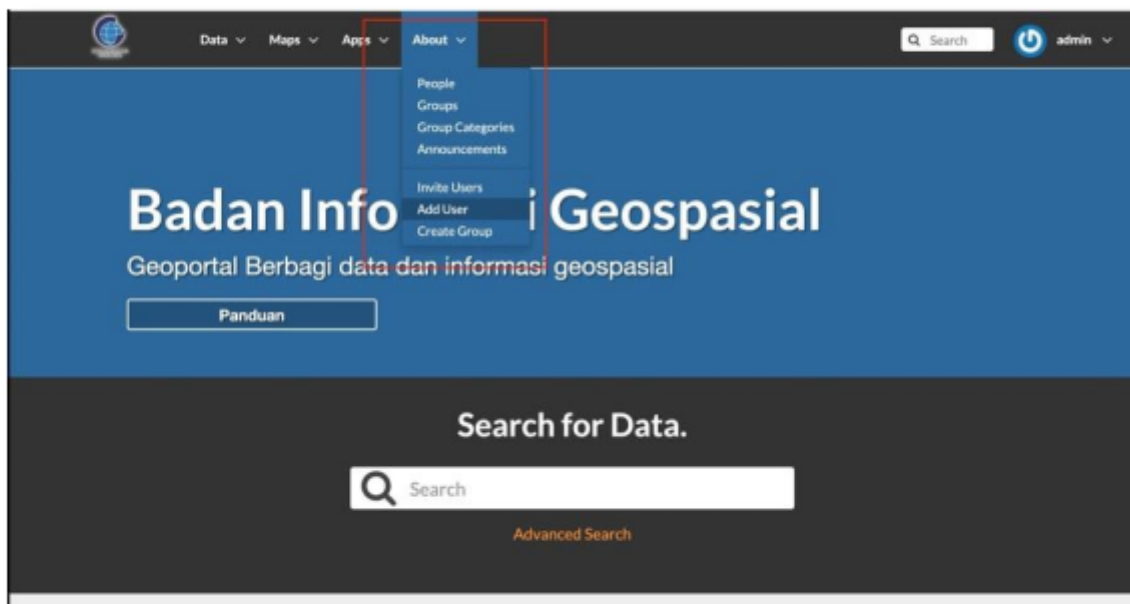 Data Maps Apps About Search admin
People
Groups
Group Categories
Announcements
Invite Users
Add User
Create Group
Badan Info i Geospasial
Geoportal Berbagi data dan informasi geospasial
Panduan
Search for Data.
Search
Advanced Search